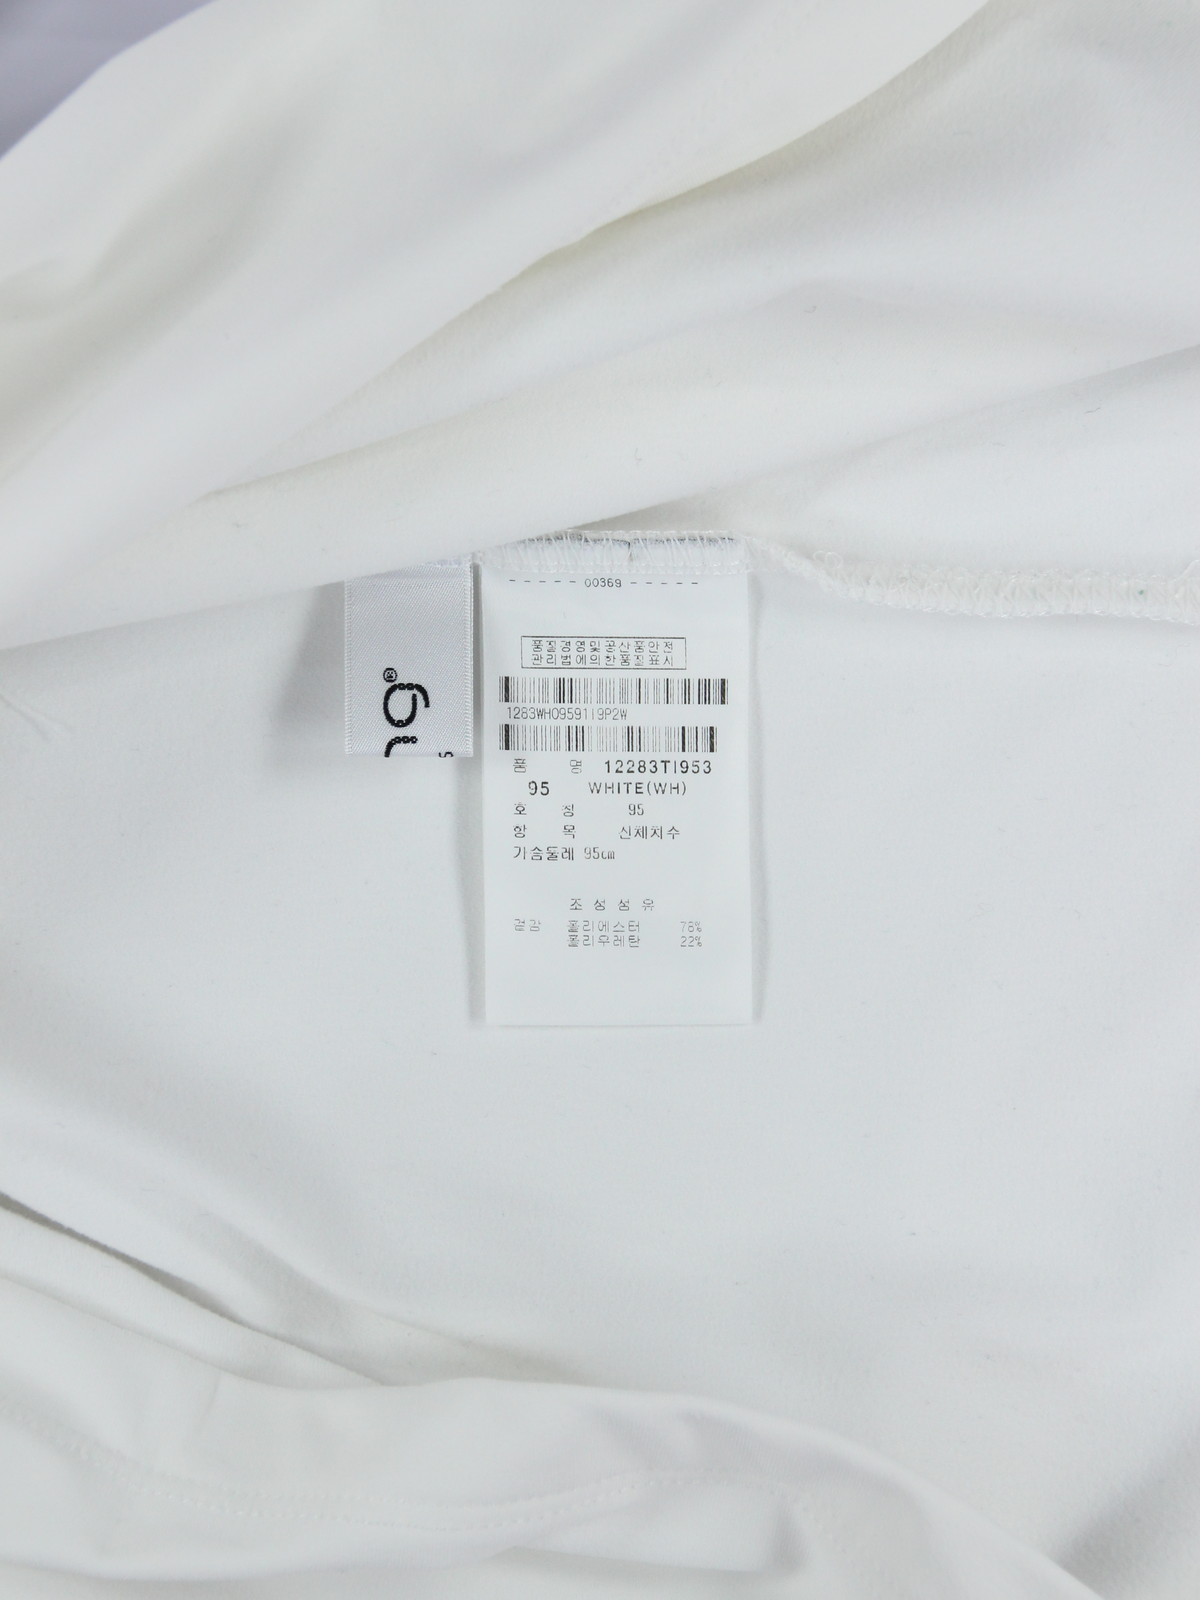 - - - - - 00369 - - - - -
품질경영및공산품안전
관리법에의한품질표시
1283WH0959119P2W
품 명 12283TI953
95 WHITE(WH)
호 칭 95
항 목 신체치수
가슴둘레 95cm
조 성 섬 유
겉감 폴리에스터 78%
폴리우레탄 22%
g®